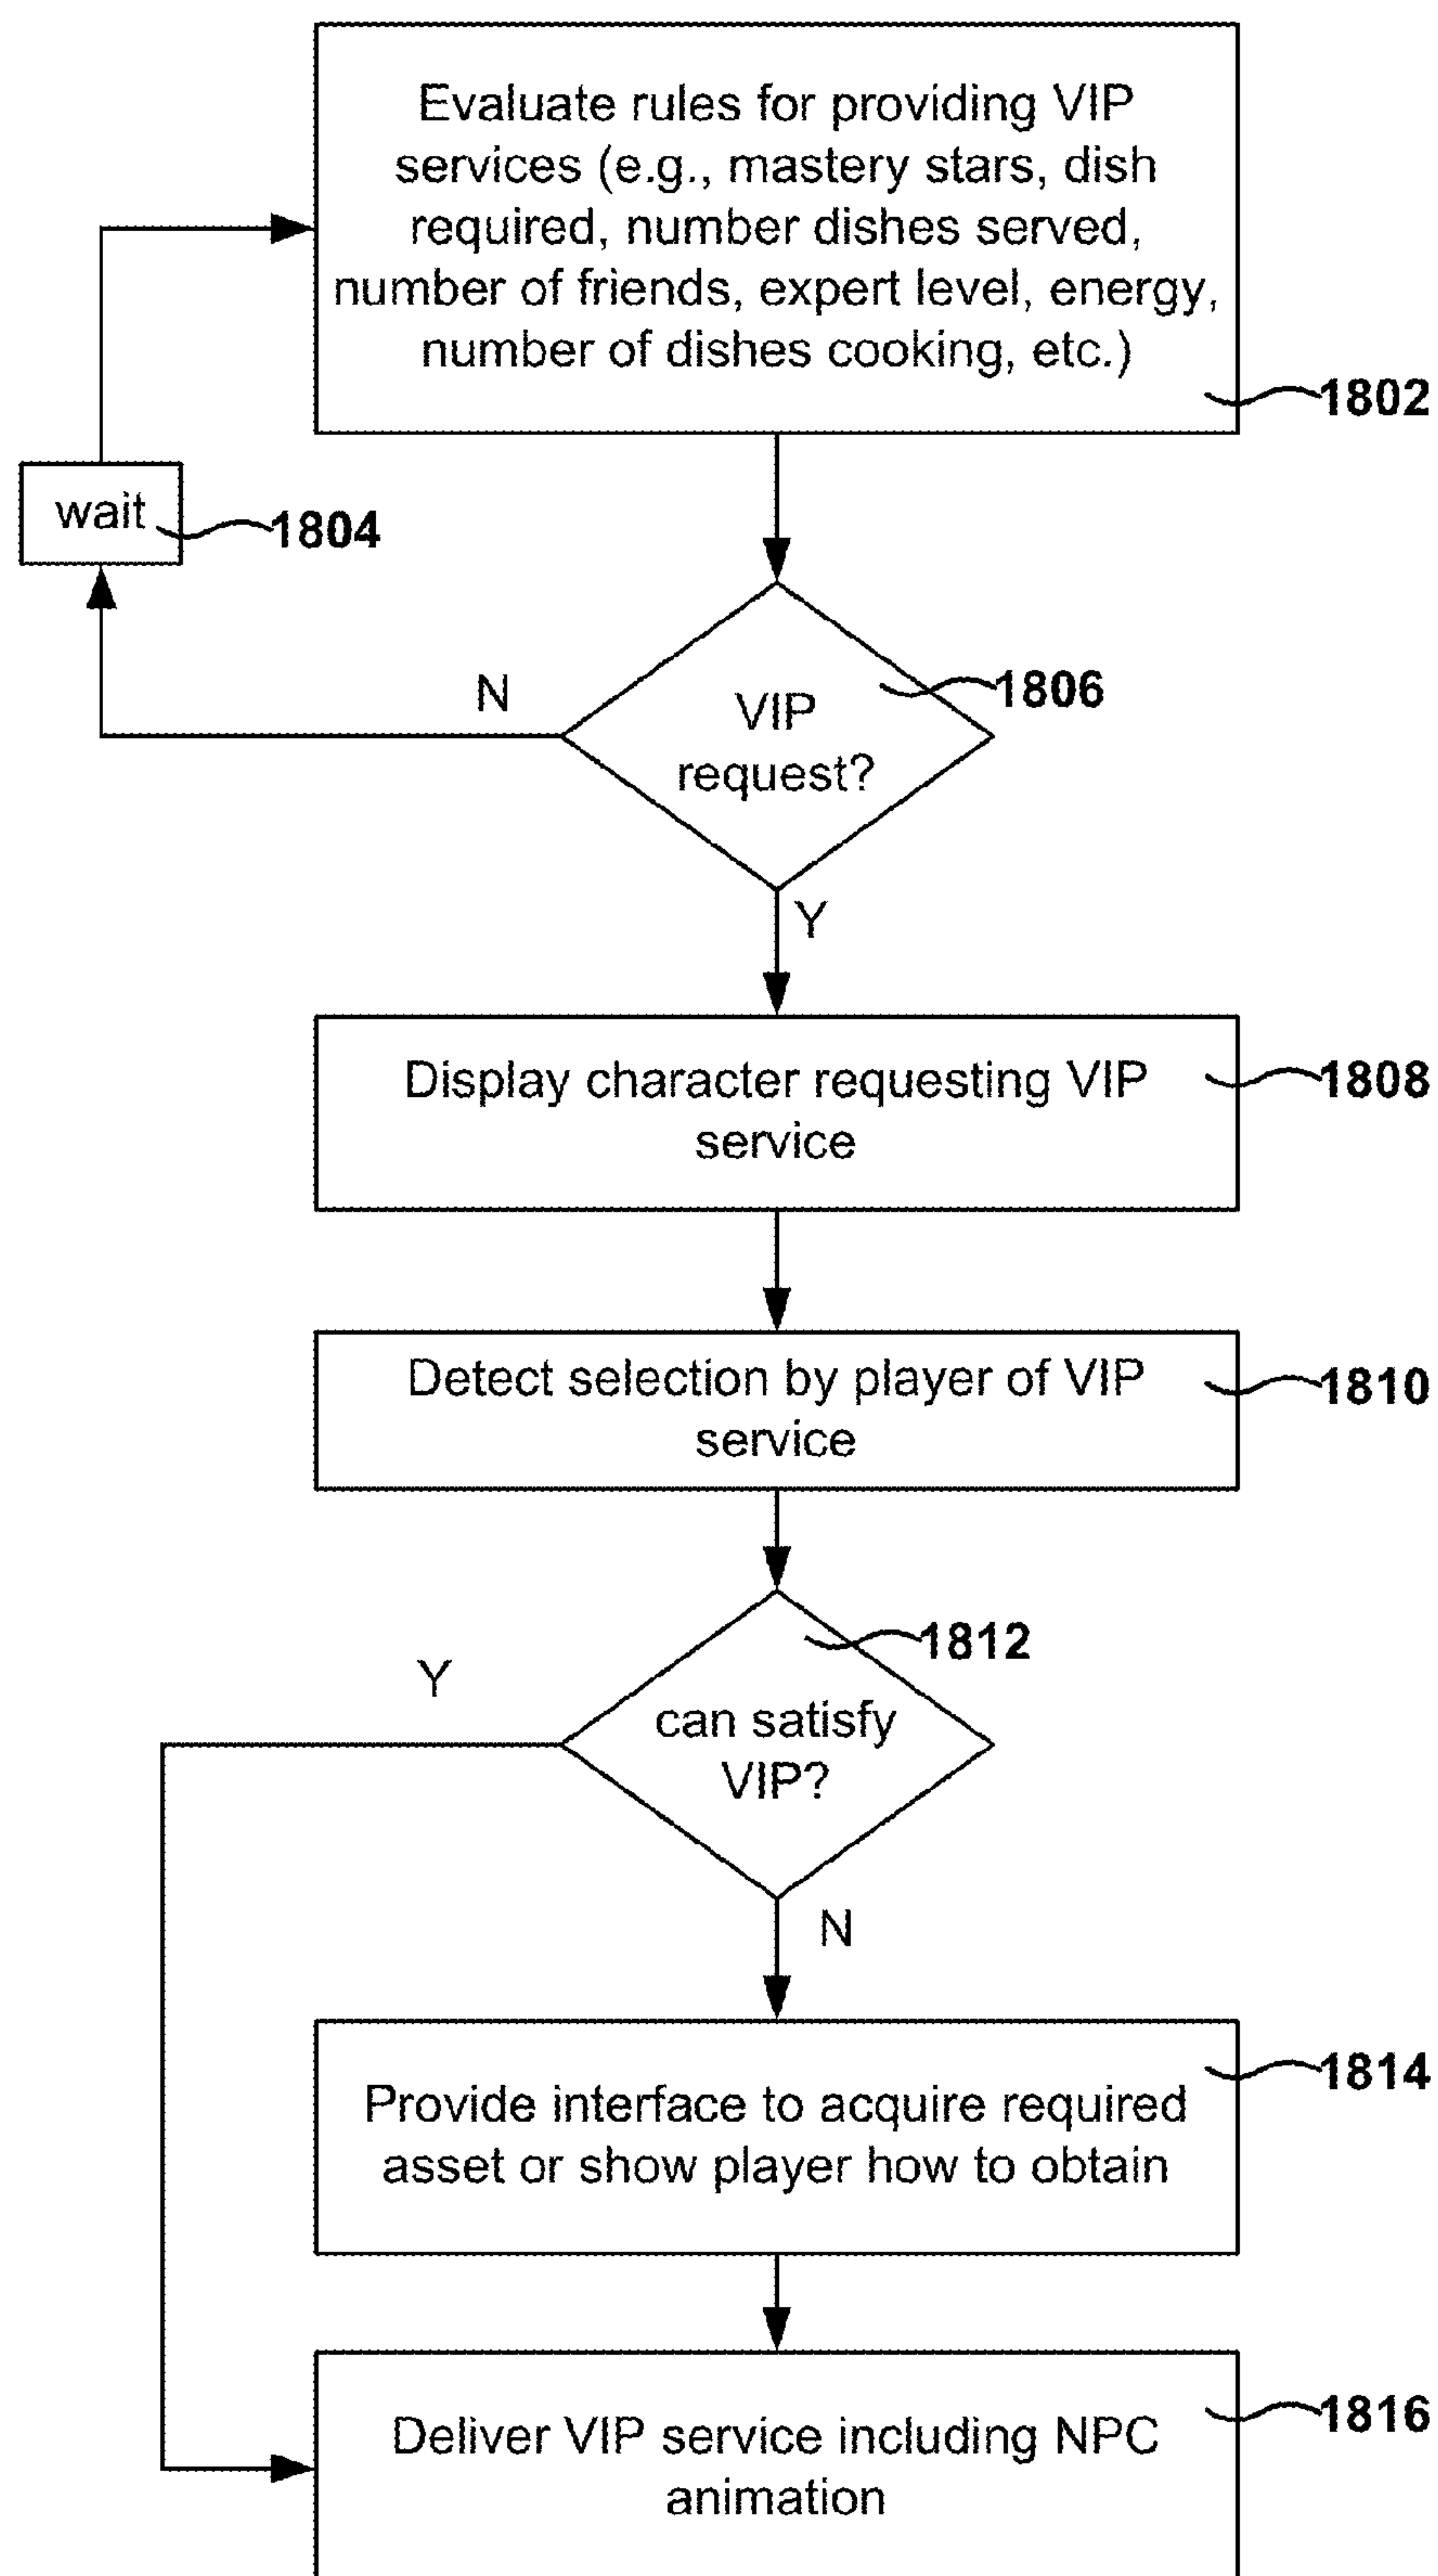 Evaluate rules for providing VIP
services (e.g., mastery stars, dish
required, number dishes served,
number of friends, expert level, energy,
number of dishes cooking, etc.)
1802
wait
1804
VIP
request?
1806
N
Y
Display character requesting VIP
service
1808
Detect selection by player of VIP
service
1810
can satisfy
VIP?
1812
Y
N
Provide interface to acquire required
asset or show player how to obtain
1814
Deliver VIP service including NPC
animation
1816